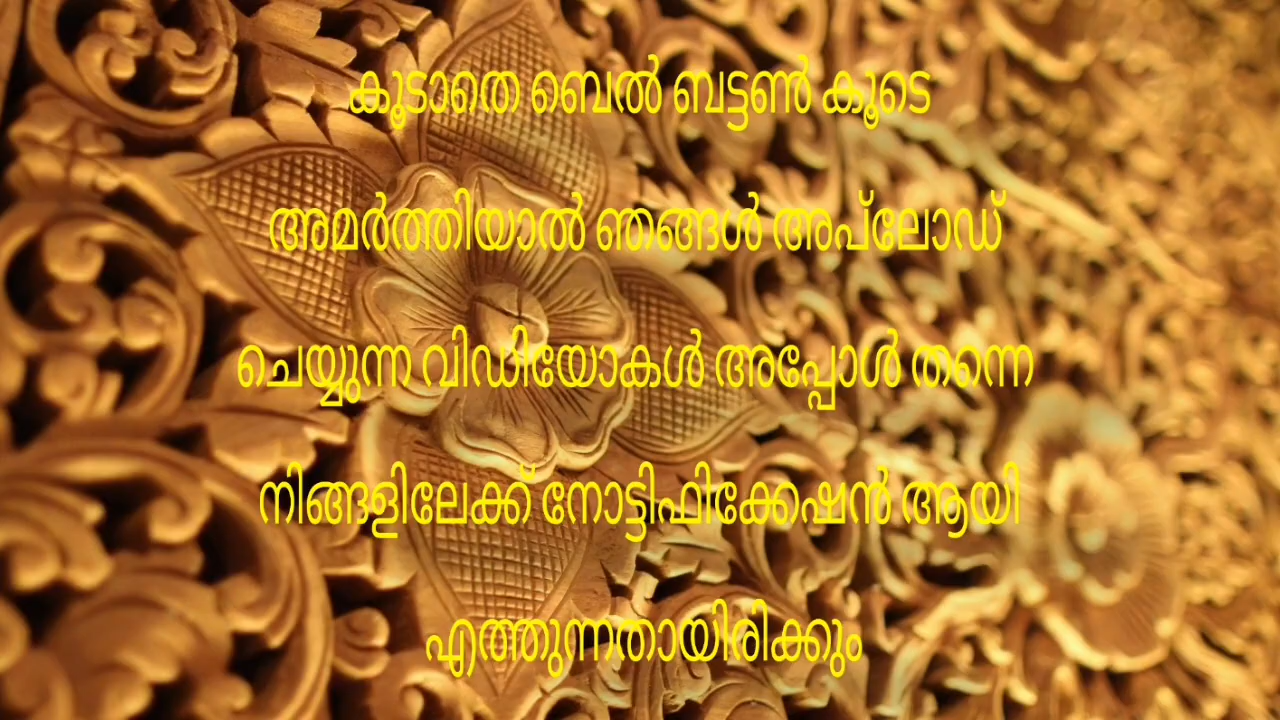 കൂടാതെ ബെൽ ബട്ടൺ കൂടെ
അമർത്തിയാൽ ഞങ്ങൾ അപ്‌ലോഡ്
ചെയ്യുന്ന വിഡിയോകൾ അപ്പോൾ തന്നെ
നിങ്ങളിലേക്ക് നോട്ടിഫിക്കേഷൻ ആയി
എത്തുന്നതായിരിക്കും